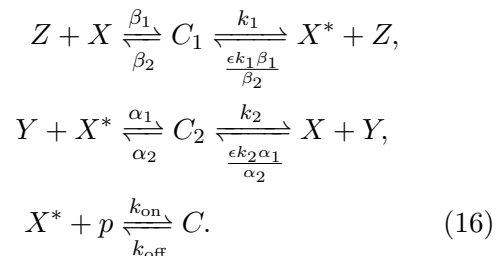 Z + X ⇌ C₁ ⇌ X* + Z,
β₁ β₂ k₁ ϵk₁β₁/β₂
Y + X* ⇌ C₂ ⇌ X + Y,
α₁ α₂ k₂ ϵk₂α₁/α₂
X* + p ⇌ C. (16)
k_on k_off